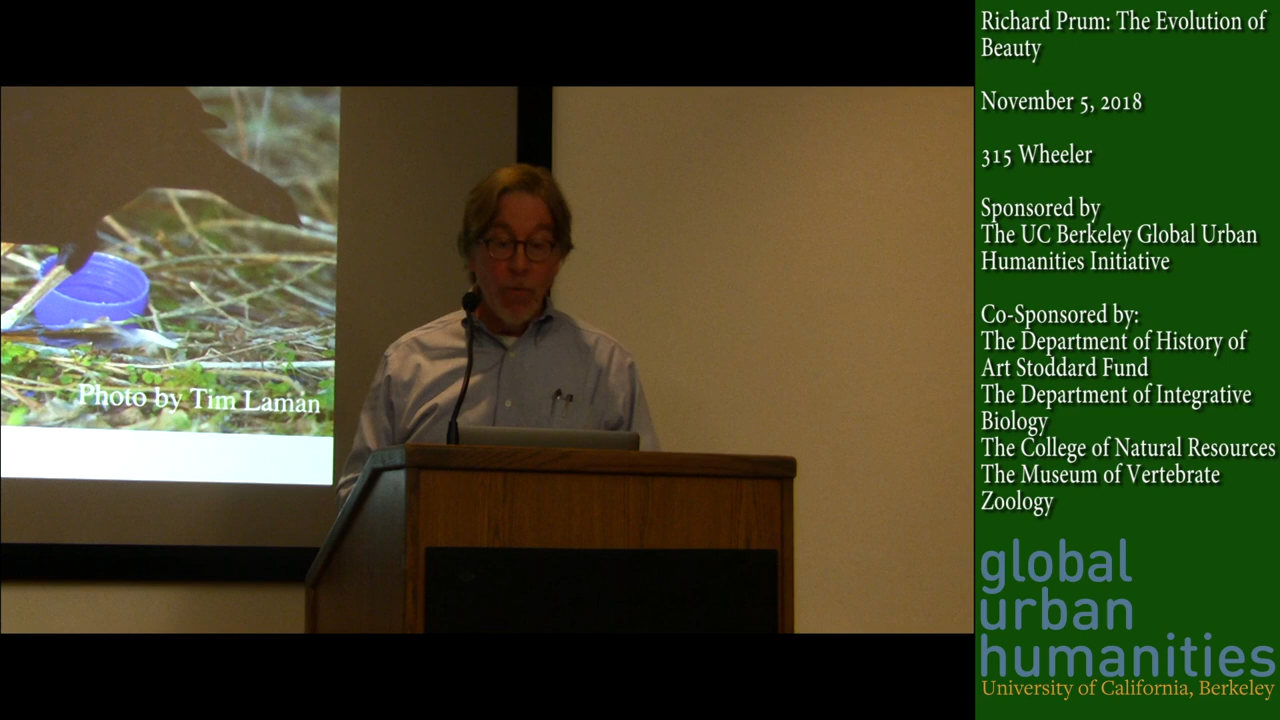 Richard Prum: The Evolution of
Beauty
November 5, 2018
315 Wheeler
Sponsored by
The UC Berkeley Global Urban
Humanities Initiative
Co-Sponsored by:
The Department of History of
Art Stoddard Fund
The Department of Integrative
Biology
The College of Natural Resources
The Museum of Vertebrate
Zoology
global
urban
humanities
University of California, Berkeley
Photo by Tim Laman